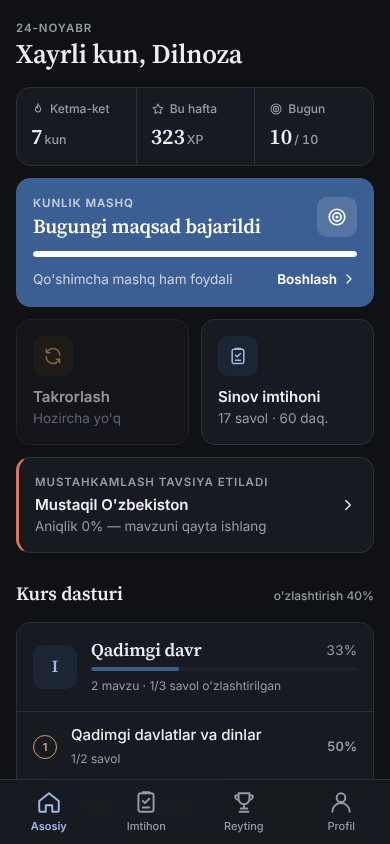 24-NOYABR
Xayrli kun, Dilnoza
Ketma-ket
7 kun
Bu hafta
323 XP
Bugun
10 / 10
KUNLIK MASHQ
Bugungi maqsad bajarildi
Qo'shimcha mashq ham foydali
Boshlash
Takrorlash
Hozircha yo'q
Sinov imtihoni
17 savol · 60 daq.
MUSTAHKAMLASH TAVSIYA ETILADI
Mustaqil O'zbekiston
Aniqlik 0% — mavzuni qayta ishlang
Kurs dasturi
o'zlashtirish 40%
I
Qadimgi davr
33%
2 mavzu · 1/3 savol o'zlashtirilgan
1
Qadimgi davlatlar va dinlar
50%
1/2 savol
Asosiy
Imtihon
Reyting
Profil